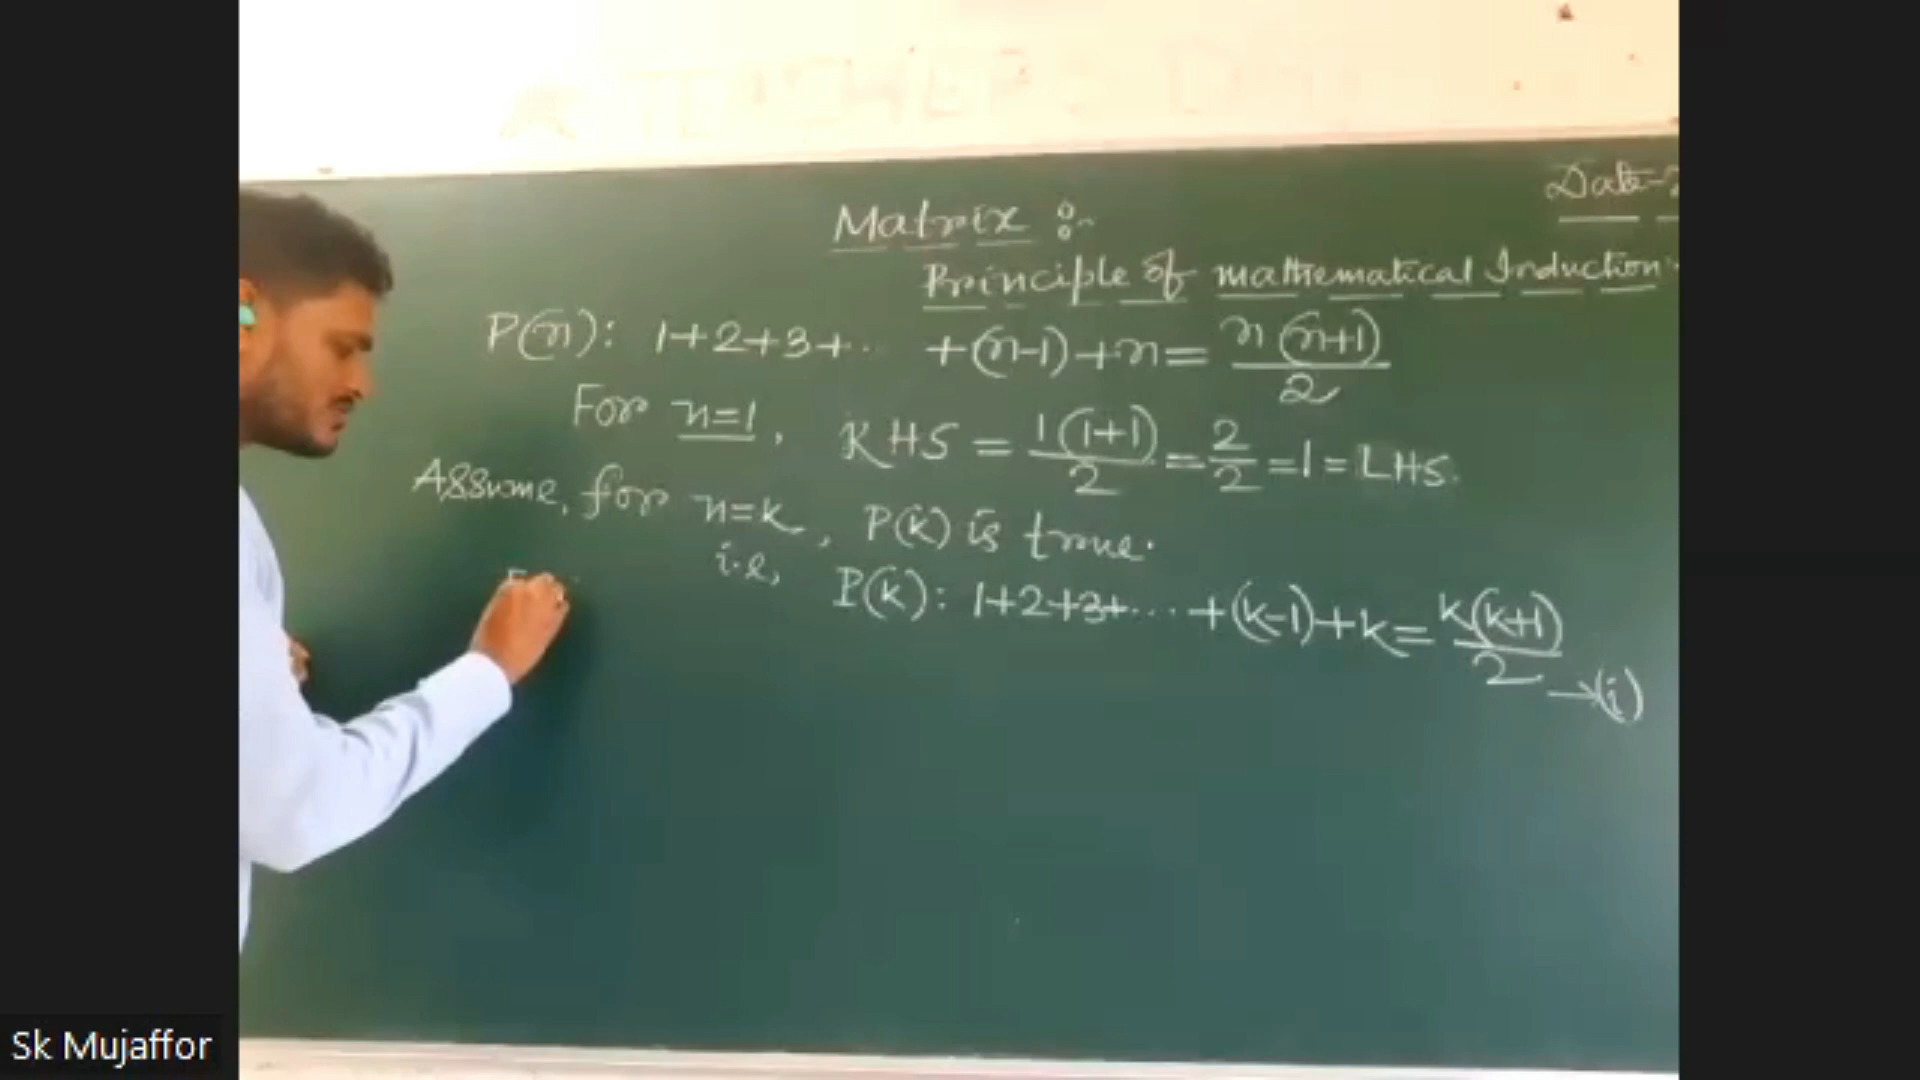 Date-
Matrix :-
Principle of mathematical Induction:
P(n): 1+2+3+... +(n-1)+n= n(n+1)/2
For n=1, RHS = 1(1+1)/2 = 2/2 =1= LHS.
Assume, for n=k, P(k) is true.
i.e, P(k): 1+2+3+...+(k-1)+k= k(k+1)/2 →(i)
Sk Mujaffor